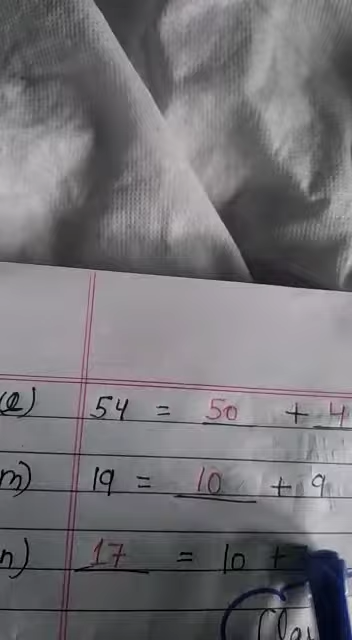 l) 54 = 50 + 4
m) 19 = 10 + 9
n) 17 = 10 +